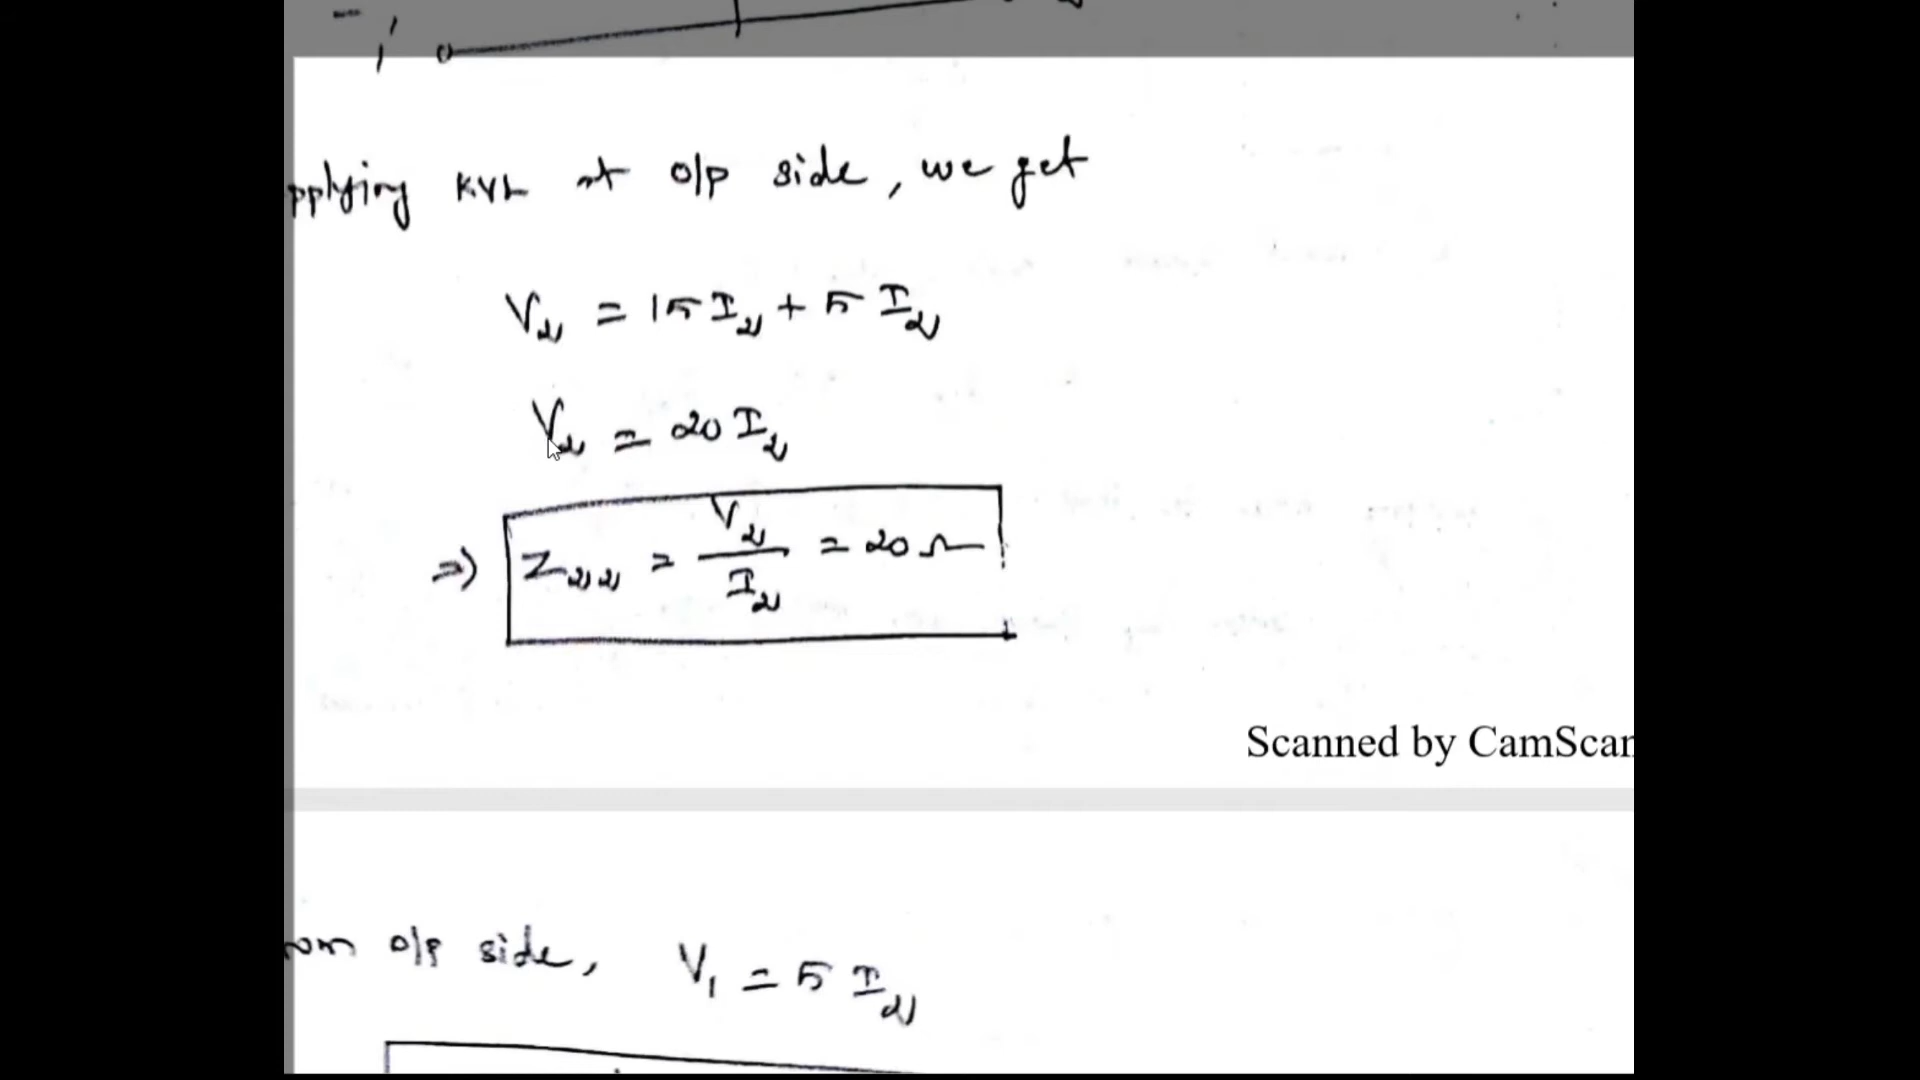 pplying KVL at o/p side, we get
V₂ = 15 I₂ + 5 I₂
V₂ = 20 I₂
⇒ Z₂₂ = V₂ / I₂ = 20 Ω
Scanned by CamScan
rom o/p side, V₁ = 5 I₂